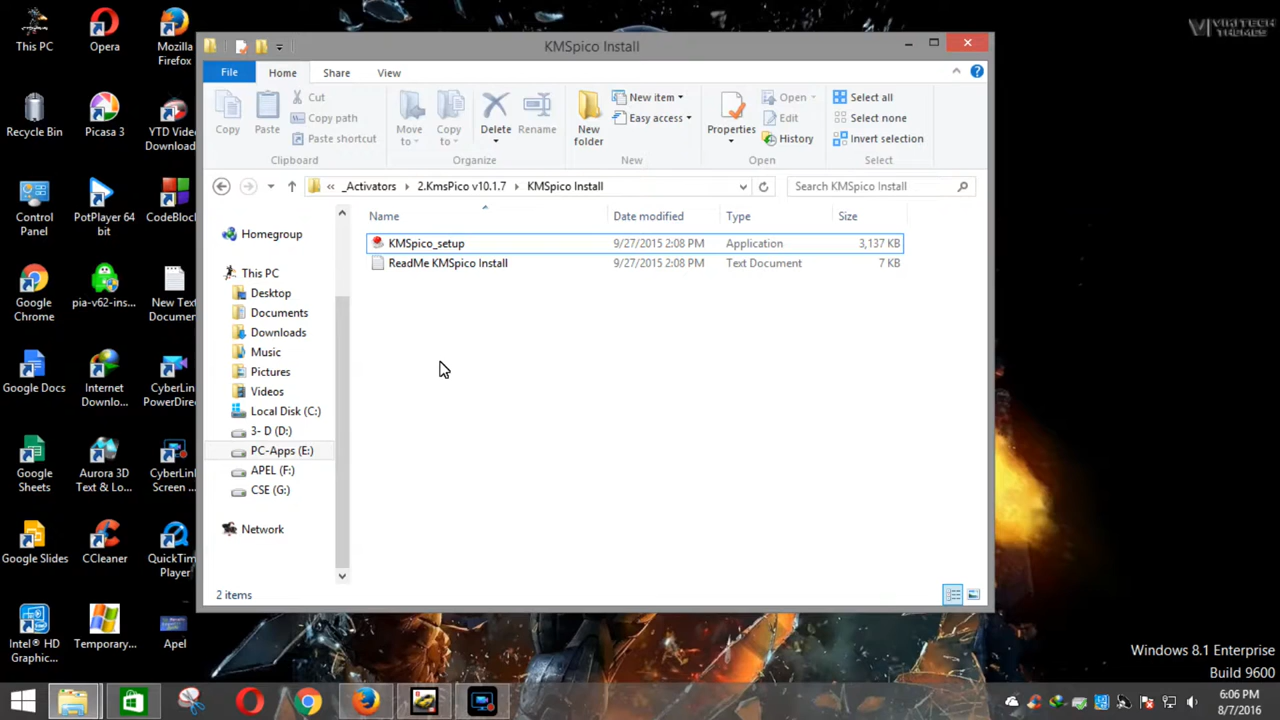 This PC
Opera
Mozilla
Firefox
Recycle Bin
Picasa 3
YTD Video
Download...
Control
Panel
PotPlayer 64
bit
CodeBlock
Google
Chrome
pia-v62-ins...
New Text
Documen
Google Docs
Internet
Downlo...
CyberLin
PowerDirec
Google
Sheets
Aurora 3D
Text & Lo...
CyberLink
Screen ...
Google Slides
CCleaner
QuickTim
Player
Intel® HD
Graphic...
Temporary...
Apel
VIKITECH
THEMES
KMSpico Install
File
Home
Share
View
Copy
Paste
Cut
Copy path
Paste shortcut
Clipboard
Move
to
Copy
to
Delete
Rename
Organize
New
folder
New item
Easy access
New
Properties
Open
Edit
History
Open
Select all
Select none
Invert selection
Select
« _Activators
2.KmsPico v10.1.7
KMSpico Install
Search KMSpico Install
Name
Date modified
Type
Size
KMSpico_setup 9/27/2015 2:08 PM Application 3,137 KB
ReadMe KMSpico Install 9/27/2015 2:08 PM Text Document 7 KB
Homegroup
This PC
Desktop
Documents
Downloads
Music
Pictures
Videos
Local Disk (C:)
3- D (D:)
PC-Apps (E:)
APEL (F:)
CSE (G:)
Network
2 items
Windows 8.1 Enterprise
Build 9600
6:06 PM
8/7/2016